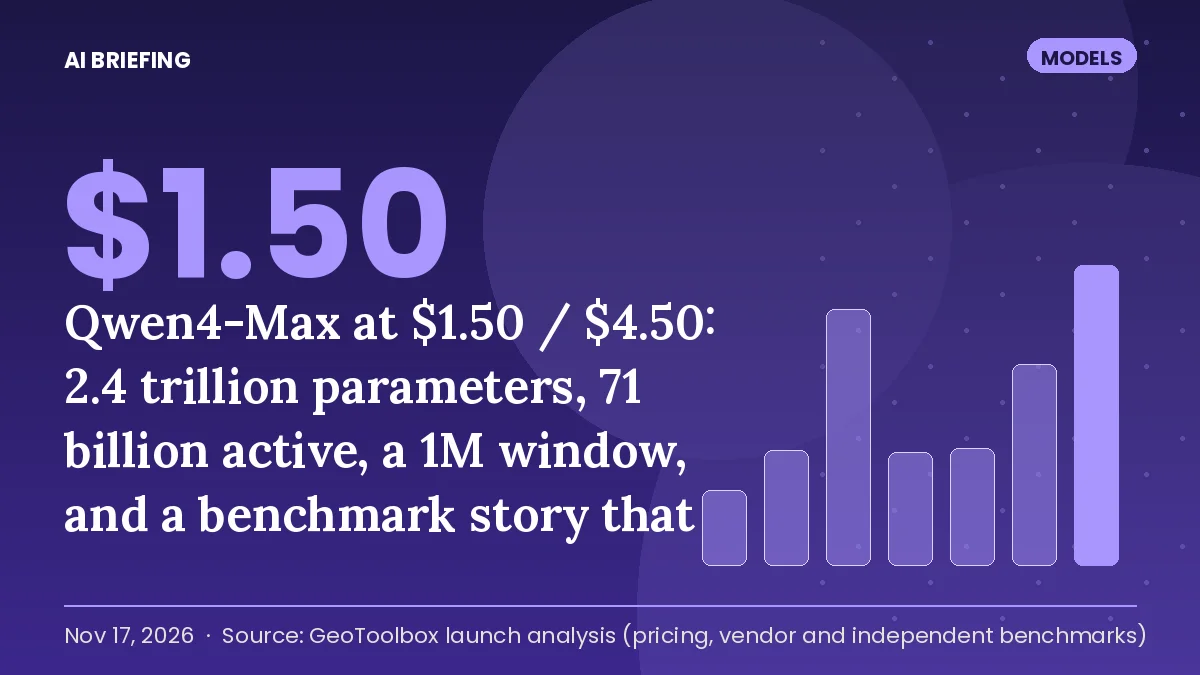 AI BRIEFING
MODELS
$1.50
Qwen4-Max at $1.50 / $4.50:
2.4 trillion parameters, 71
billion active, a 1M window,
and a benchmark story that
Nov 17, 2026 · Source: GeoToolbox launch analysis (pricing, vendor and independent benchmarks)